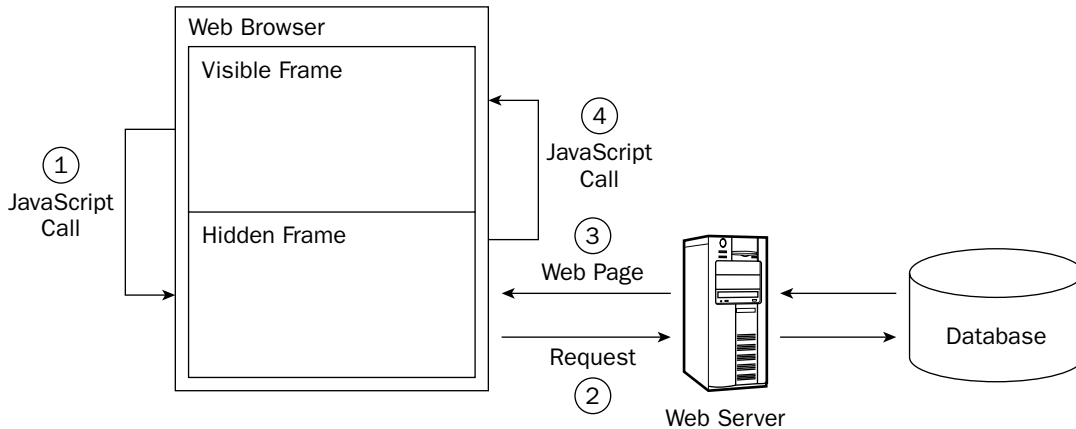 Web Browser
Visible Frame
1
JavaScript
Call
Hidden Frame
4
JavaScript
Call
3
Web Page
Request
2
Web Server
Database